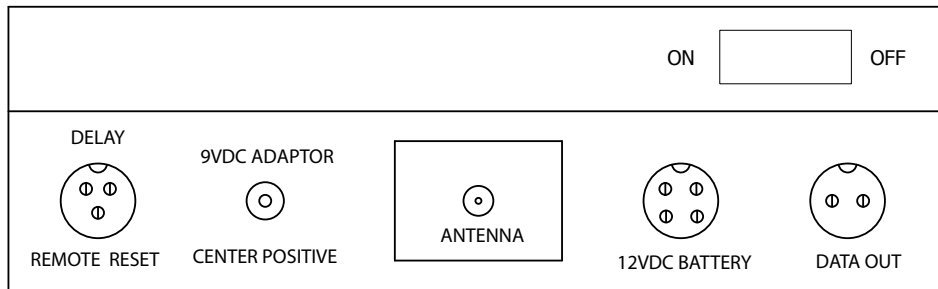 ON
OFF
DELAY
REMOTE RESET
9VDC ADAPTOR
CENTER POSITIVE
ANTENNA
12VDC BATTERY
DATA OUT